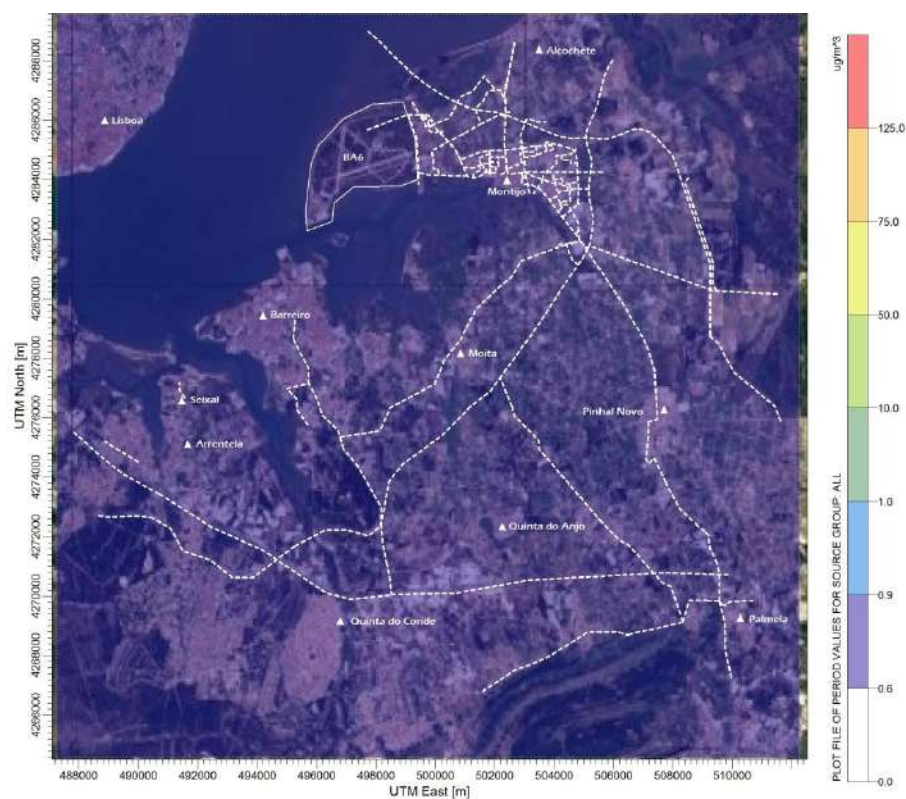 ug/m^3
4288000
Alcochete
4286000
Lisboa
125.0
BA6
4284000
Montijo
75.0
4282000
4280000
Barreiro
50.0
4278000
Moita
UTM North [m]
4276000
Seixal
Pinhal Novo
10.0
Arrentela
4274000
1.0
4272000
Quinta do Anjo
4270000
0.9
Quinta do Conde
Palmela
4268000
0.6
4266000
PLOT FILE OF PERIOD VALUES FOR SOURCE GROUP: ALL
0.0
488000 490000 492000 494000 496000 498000 500000 502000 504000 506000 508000 510000
UTM East [m]